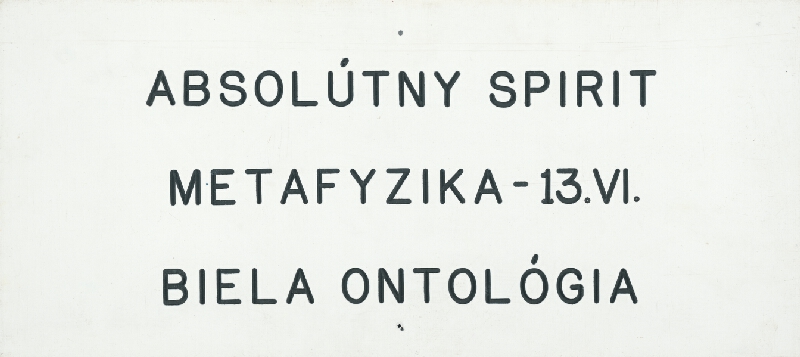 ABSOLÚTNY SPIRIT
METAFYZIKA-13.VI.
BIELA ONTOLÓGIA